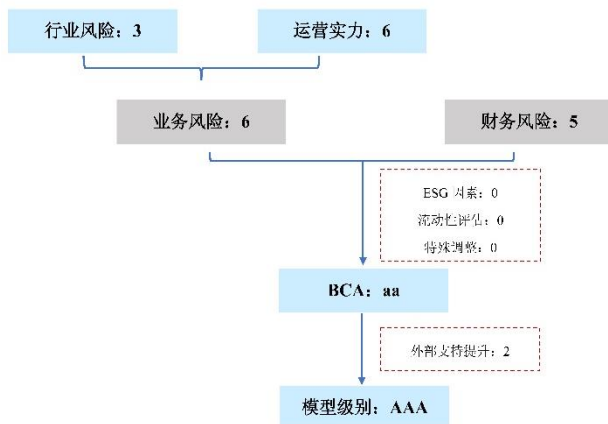 行业风险：3
运营实力：6
业务风险：6
财务风险：5
ESG 因素：0
流动性评估：0
特殊调整：0
BCA：aa
外部支持提升：2
模型级别：AAA